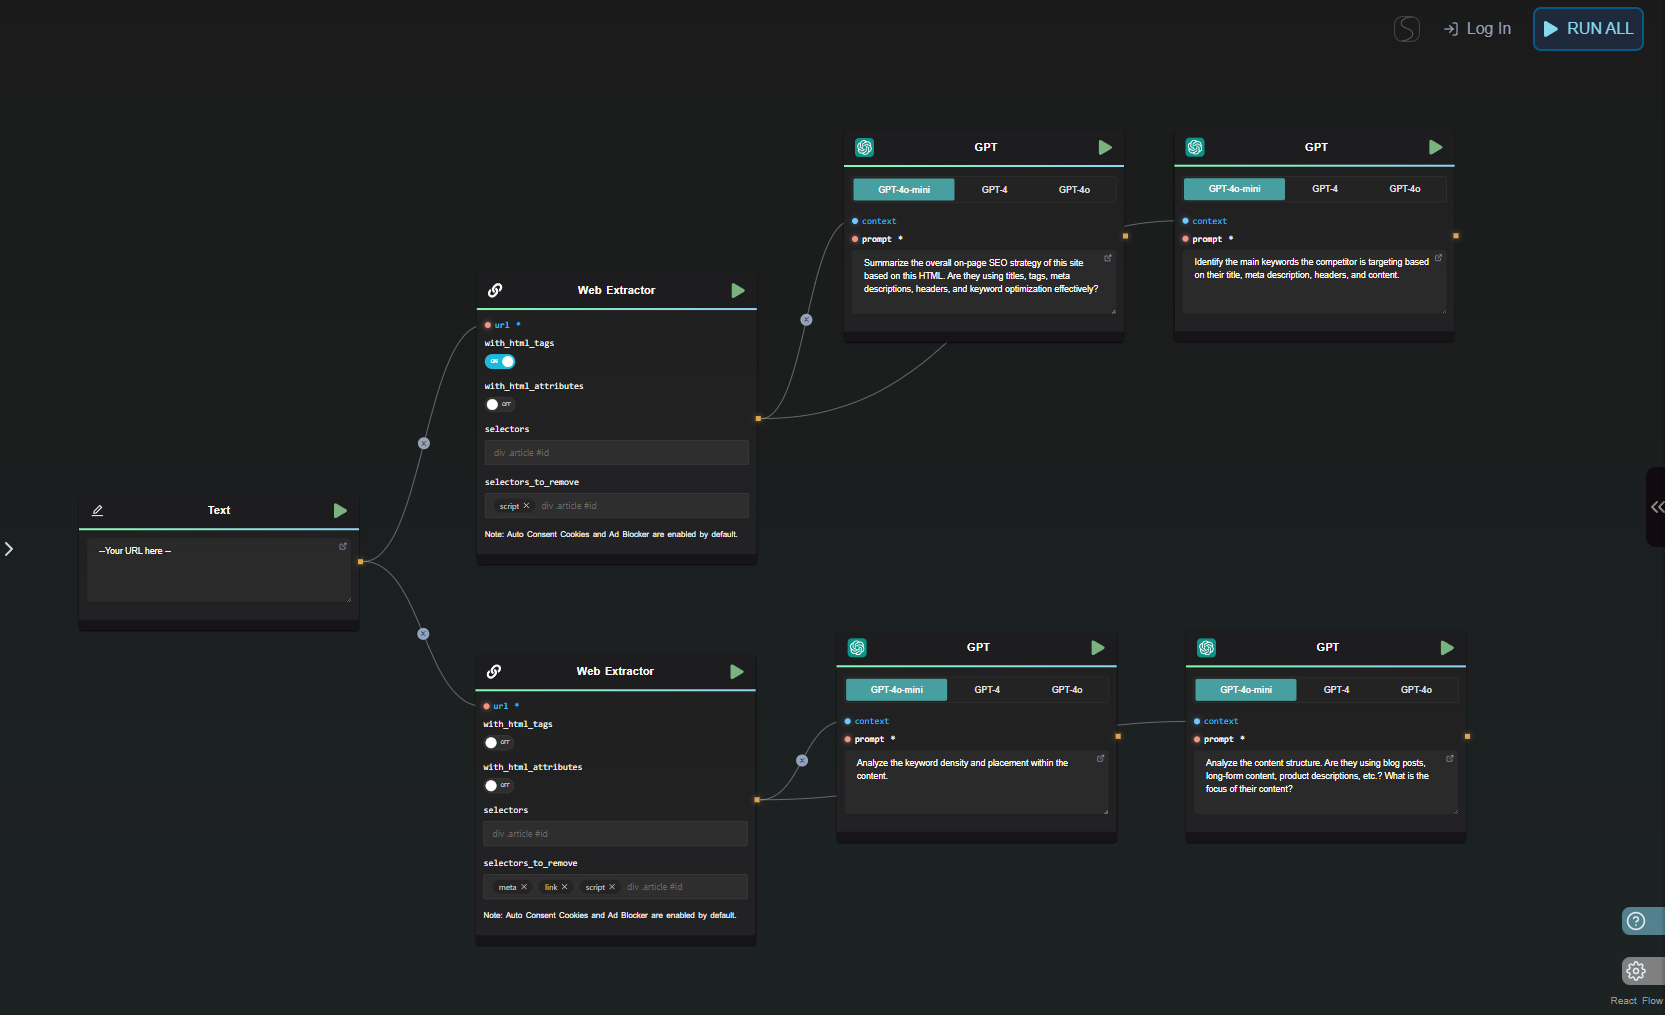 Log In
RUN ALL
GPT
GPT-4o-mini GPT-4 GPT-4o
context
prompt *
Summarize the overall on-page SEO strategy of this site
based on this HTML. Are they using titles, tags, meta
descriptions, headers, and keyword optimization effectively?
GPT
GPT-4o-mini GPT-4 GPT-4o
context
prompt *
Identify the main keywords the competitor is targeting based
on their title, meta description, headers, and content.
Web Extractor
url *
with_html_tags
ON
with_html_attributes
OFF
selectors
div .article #id
selectors_to_remove
script × div .article #id
Note: Auto Consent Cookies and Ad Blocker are enabled by default.
Text
--Your URL here --
Web Extractor
url *
with_html_tags
OFF
with_html_attributes
OFF
selectors
div .article #id
selectors_to_remove
meta × link × script × div .article #id
Note: Auto Consent Cookies and Ad Blocker are enabled by default.
GPT
GPT-4o-mini GPT-4 GPT-4o
context
prompt *
Analyze the keyword density and placement within the
content.
GPT
GPT-4o-mini GPT-4 GPT-4o
context
prompt *
Analyze the content structure. Are they using blog posts,
long-form content, product descriptions, etc.? What is the
focus of their content?
React Flow